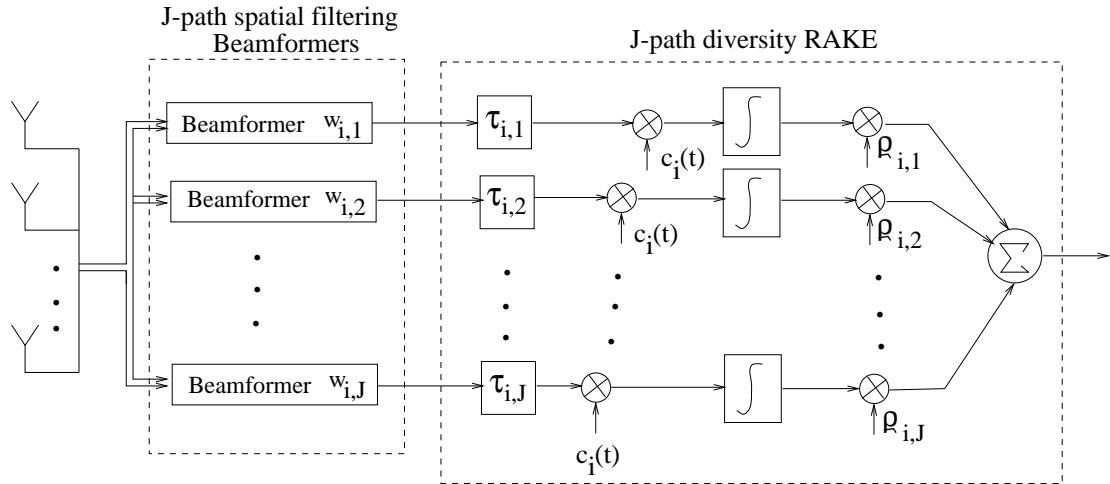 J-path spatial filtering
Beamformers
J-path diversity RAKE
Beamformer w_{i,1}
τ_{i,1}
∫
c_i(t)
ρ_{i,1}
Beamformer w_{i,2}
τ_{i,2}
∫
c_i(t)
ρ_{i,2}
Σ
Beamformer w_{i,J}
τ_{i,J}
∫
c_i(t)
ρ_{i,J}